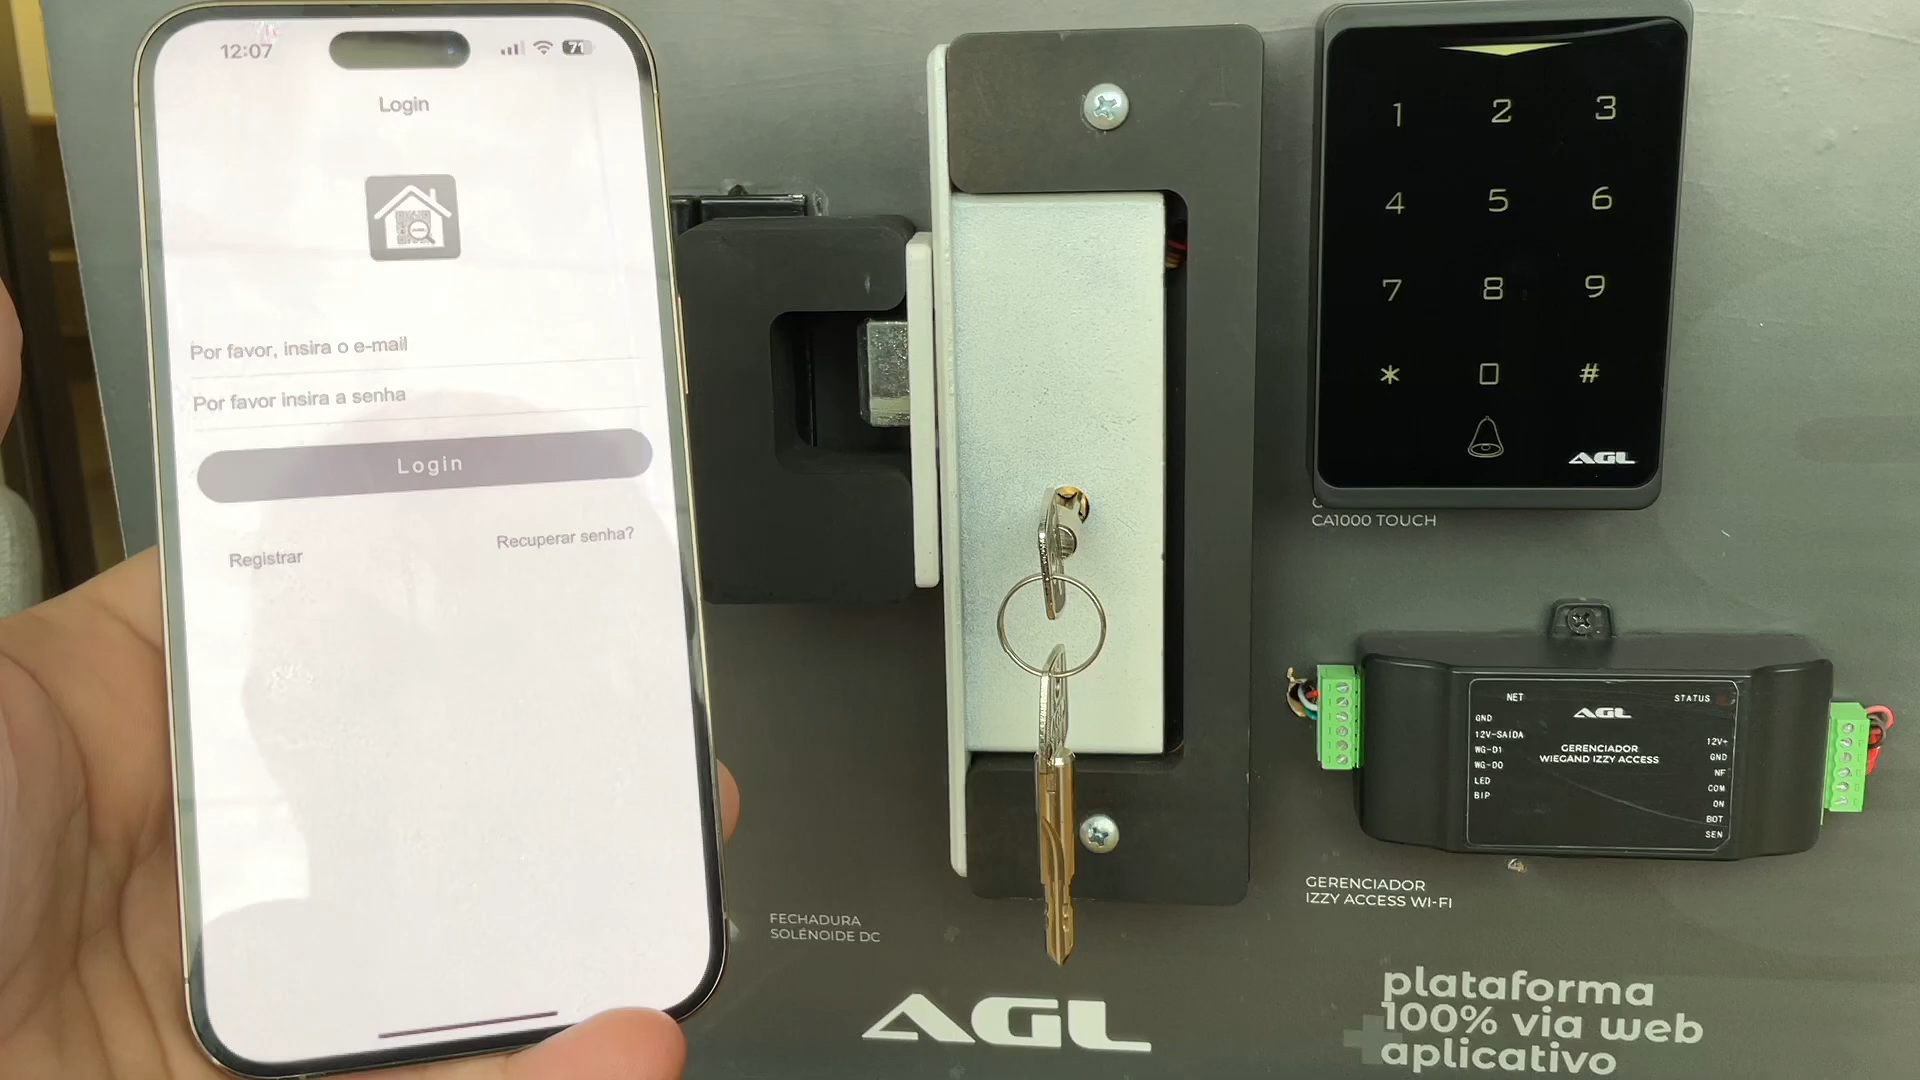 12:07
71
Login
Por favor, insira o e-mail
Por favor insira a senha
Login
Registrar
Recuperar senha?
1 2 3
4 5 6
7 8 9
* 0 #
AGL
CA1000 TOUCH
NET
STATUS
AGL
GERENCIADOR
WIEGAND IZZY ACCESS
GND
12V-SAÍDA
WG-D1
WG-D0
LED
BIP
12V+
GND
NF
COM
ON
BOT
SEN
GERENCIADOR
IZZY ACCESS WI-FI
FECHADURA
SOLÉNOIDE DC
AGL
plataforma
100% via web
+ aplicativo